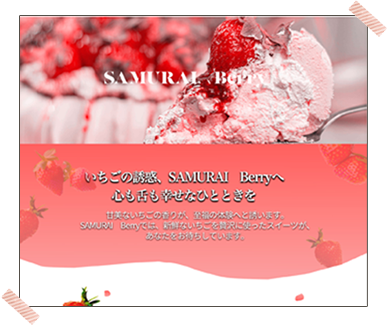 SAMURAI Berry
いちごの誘惑、SAMURAI Berryへ
心も舌も幸せなひとときを
甘美ないちごの香りが、至福の体験へと誘います。
SAMURAI Berryでは、新鮮ないちごを贅沢に使ったスイーツが、
あなたをお待ちしています。